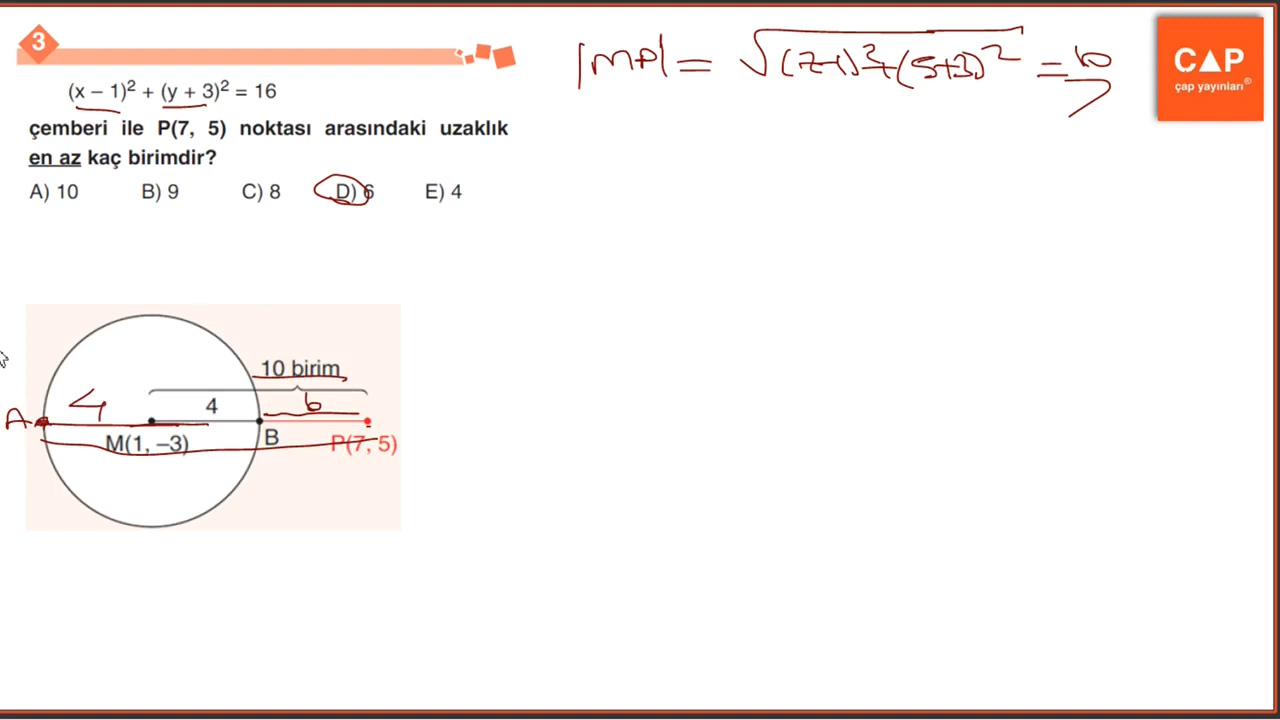 3
(x – 1)² + (y + 3)² = 16
çemberi ile P(7, 5) noktası arasındaki uzaklık
en az kaç birimdir?
A) 10 B) 9 C) 8 D) 6 E) 4
|MP| = √(7-1)²+(5+3)² = 10
ÇAP
çap yayınları®
10 birim
4 4 6
A
M(1, –3) B P(7, 5)